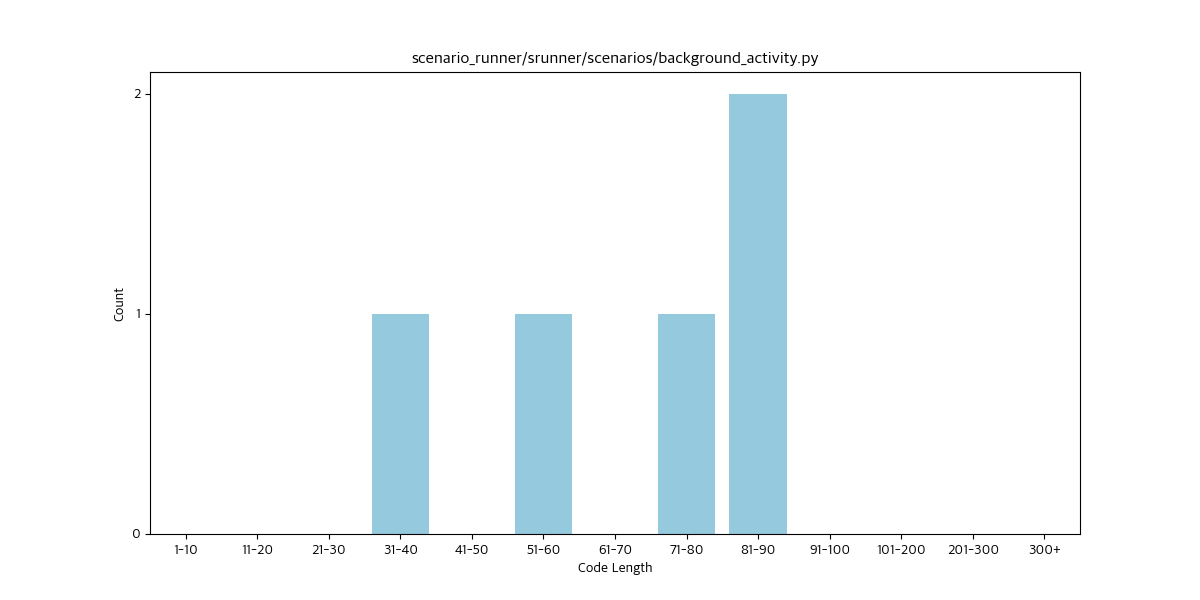 scenario_runner/srunner/scenarios/background_activity.py
2
1
0
Count
1-10 11-20 21-30 31-40 41-50 51-60 61-70 71-80 81-90 91-100 101-200 201-300 300+
Code Length